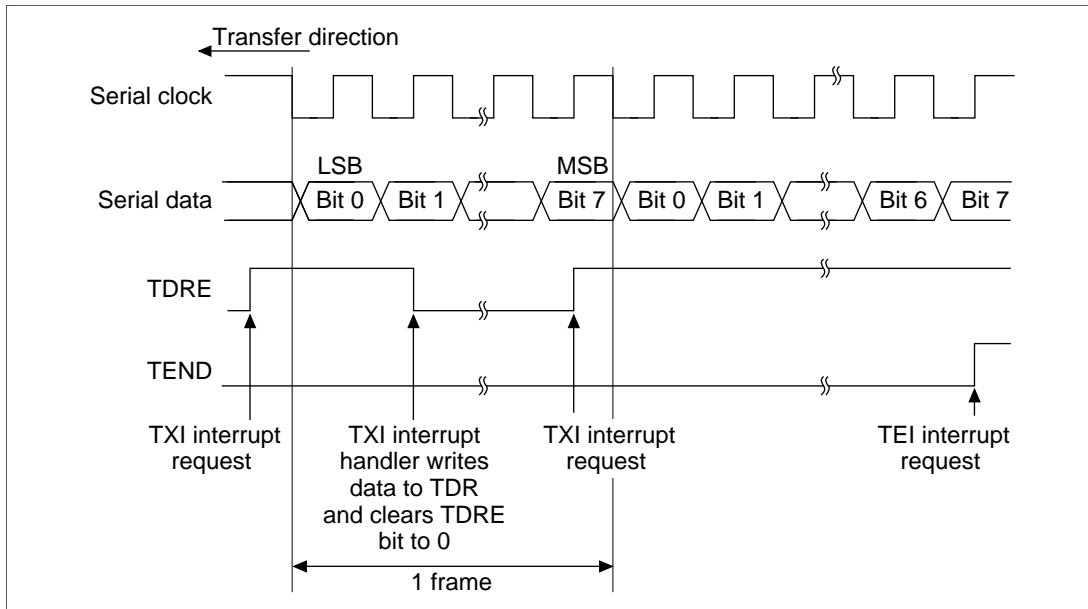 Transfer direction
Serial clock
LSB MSB
Serial data Bit 0 Bit 1 Bit 7 Bit 0 Bit 1 Bit 6 Bit 7
TDRE
TEND
TXI interrupt
request
TXI interrupt
handler writes
data to TDR
and clears TDRE
bit to 0
TXI interrupt
request
TEI interrupt
request
1 frame